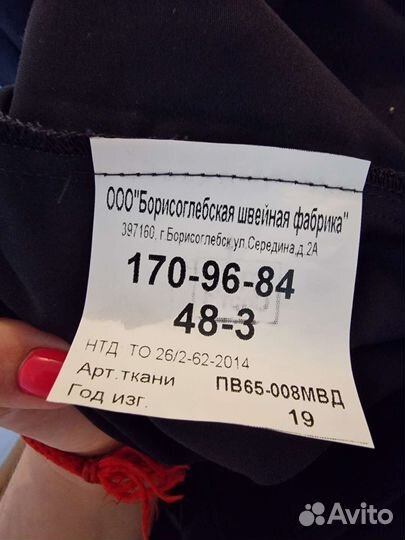 ООО"Борисоглебская швейная фабрика"
397160, г.Борисоглебск,ул.Середина,д.2А
170-96-84
48-3
НТД ТО 26/2-62-2014
Арт.ткани ПВ65-008МВД
Год изг. 19
Avito